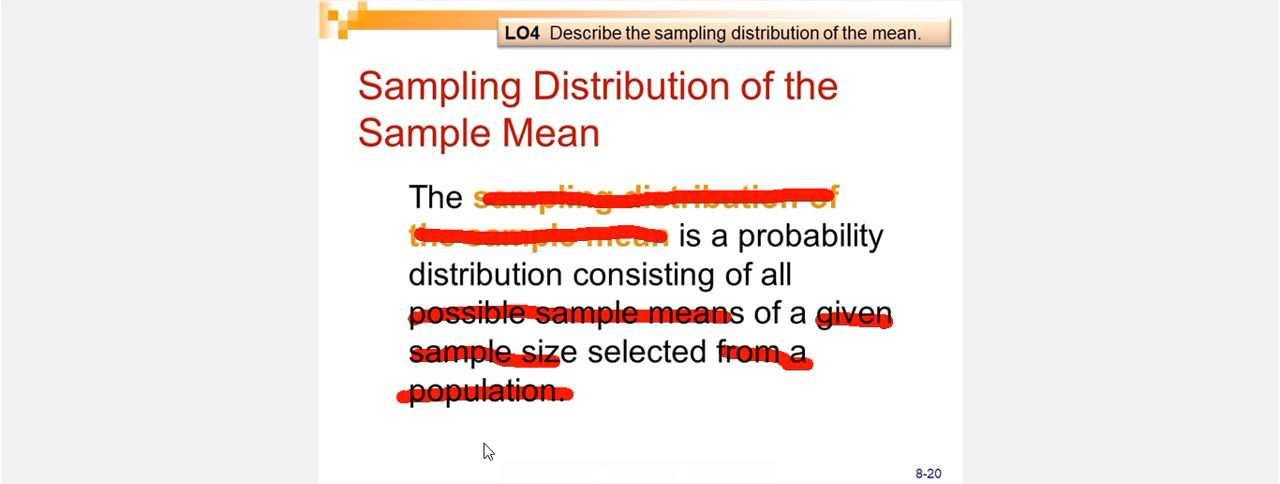 LO4 Describe the sampling distribution of the mean.
Sampling Distribution of the
Sample Mean
The sampling distribution of
the sample mean is a probability
distribution consisting of all
possible sample means of a given
sample size selected from a
population.
8-20